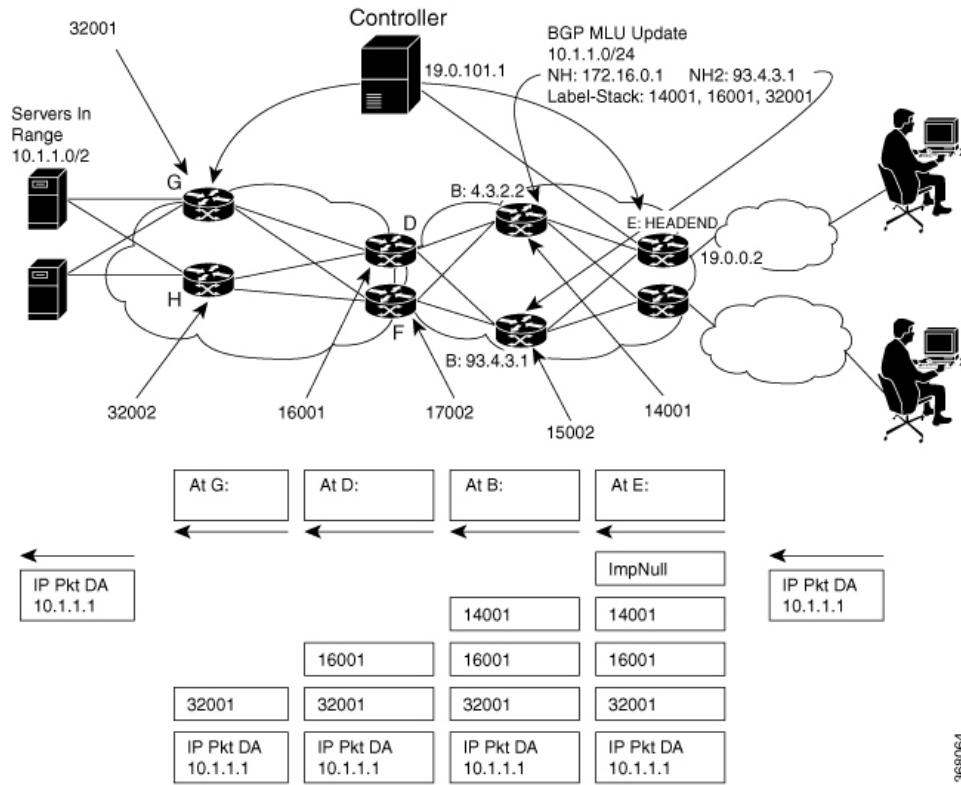 Controller
32001
19.0.101.1
BGP MLU Update
10.1.1.0/24
NH: 172.16.0.1 NH2: 93.4.3.1
Label-Stack: 14001, 16001, 32001
Servers In
Range
10.1.1.0/2
G
B: 4.3.2.2
D
E: HEADEND
19.0.0.2
H
F
B: 93.4.3.1
32002
16001
17002
15002
14001
At G:
At D:
At B:
At E:
ImpNull
IP Pkt DA
10.1.1.1
IP Pkt DA
10.1.1.1
14001
14001
16001
16001
16001
32001
32001
32001
32001
IP Pkt DA
10.1.1.1
IP Pkt DA
10.1.1.1
IP Pkt DA
10.1.1.1
IP Pkt DA
10.1.1.1
368064